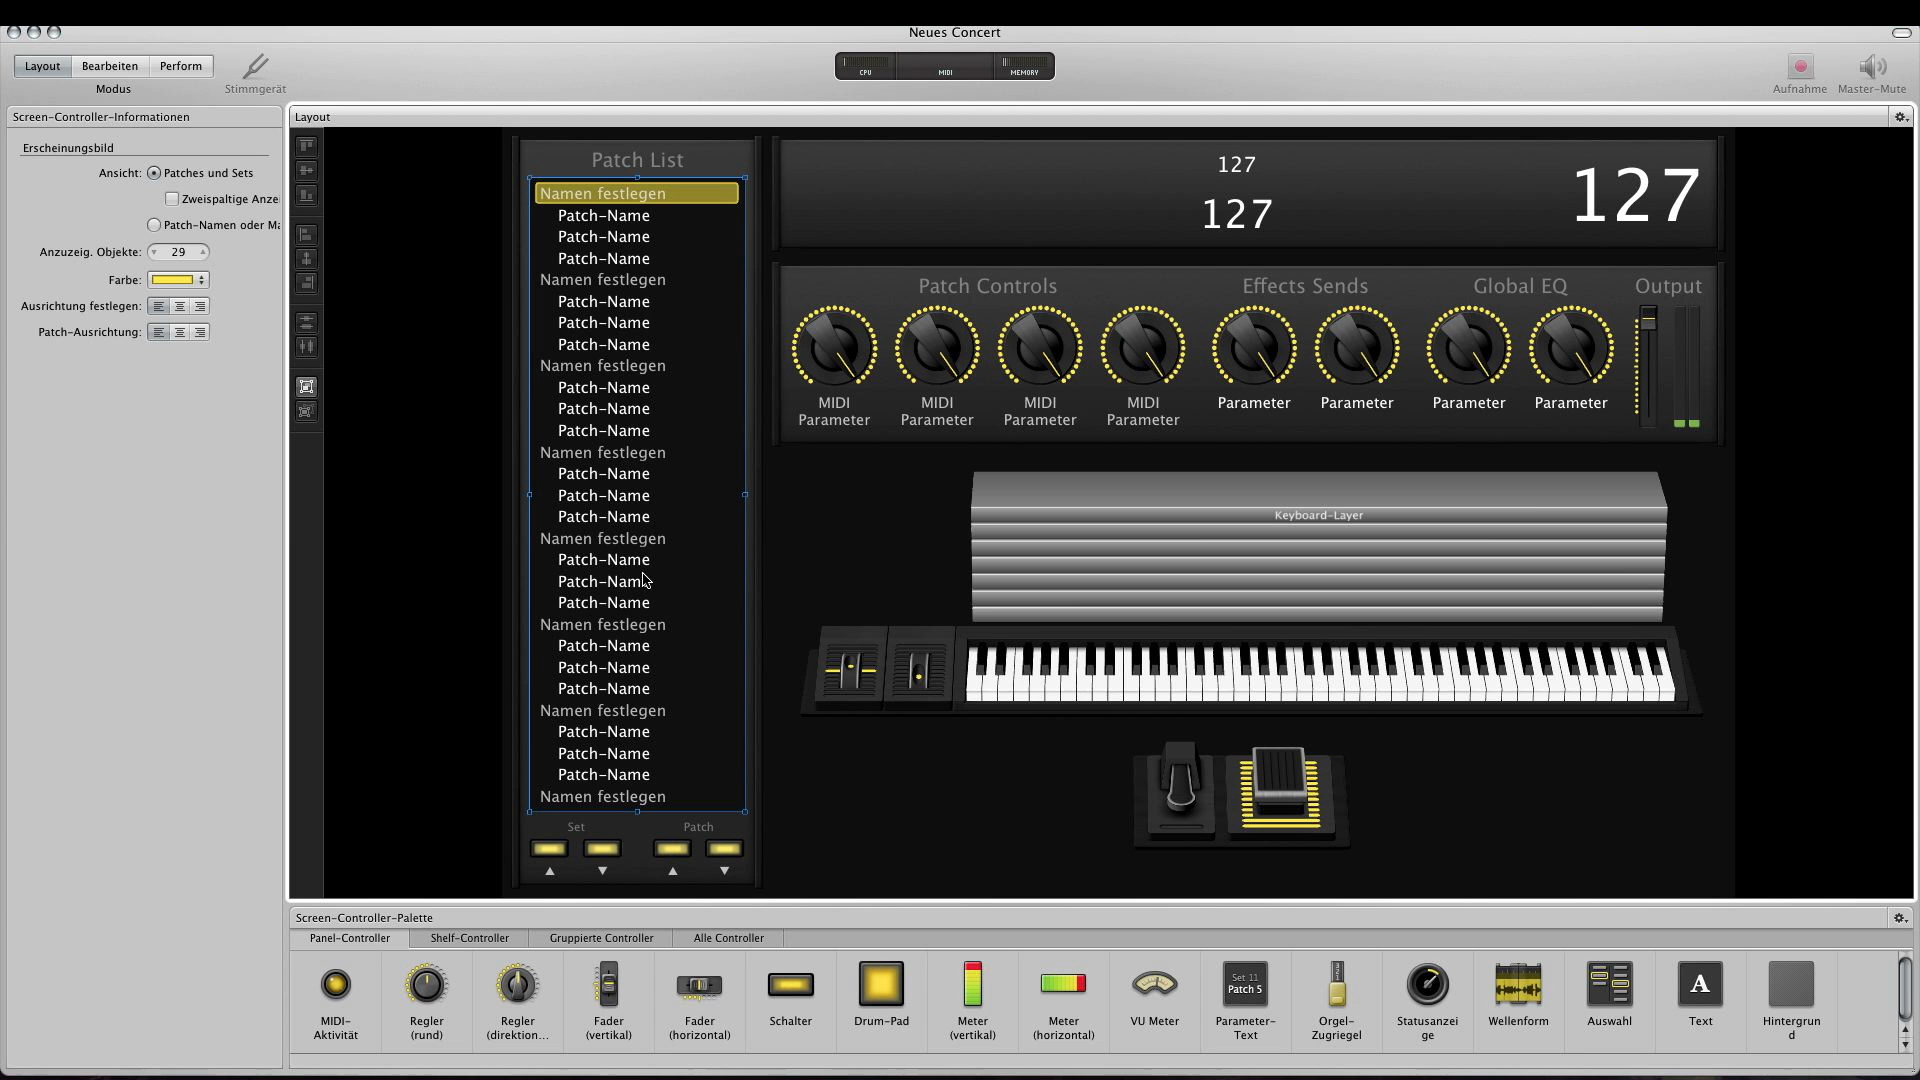 Neues Concert
Layout Bearbeiten Perform
Modus
Stimmgerät
CPU MIDI MEMORY
Aufnahme Master-Mute
Screen-Controller-Informationen
Erscheinungsbild
Ansicht: Patches und Sets
Zweispaltige Anze
Patch-Namen oder Ma
Anzuzeig. Objekte: 29
Farbe:
Ausrichtung festlegen:
Patch-Ausrichtung:
Layout
Patch List
Namen festlegen
Patch-Name
Patch-Name
Patch-Name
Namen festlegen
Patch-Name
Patch-Name
Patch-Name
Namen festlegen
Patch-Name
Patch-Name
Patch-Name
Namen festlegen
Patch-Name
Patch-Name
Patch-Name
Namen festlegen
Patch-Name
Patch-Name
Patch-Name
Namen festlegen
Patch-Name
Patch-Name
Patch-Name
Namen festlegen
Patch-Name
Patch-Name
Patch-Name
Namen festlegen
Set Patch
127
127
127
Patch Controls Effects Sends Global EQ Output
MIDI MIDI MIDI MIDI
Parameter Parameter Parameter Parameter
Parameter Parameter Parameter Parameter
Keyboard-Layer
Screen-Controller-Palette
Panel-Controller Shelf-Controller Gruppierte Controller Alle Controller
Set 11
Patch 5
A
MIDI-
Aktivität
Regler
(rund)
Regler
(direktion...
Fader
(vertikal)
Fader
(horizontal)
Schalter
Drum-Pad
Meter
(vertikal)
Meter
(horizontal)
VU Meter
Parameter-
Text
Orgel-
Zugriegel
Statusanzei
ge
Wellenform
Auswahl
Text
Hintergrun
d